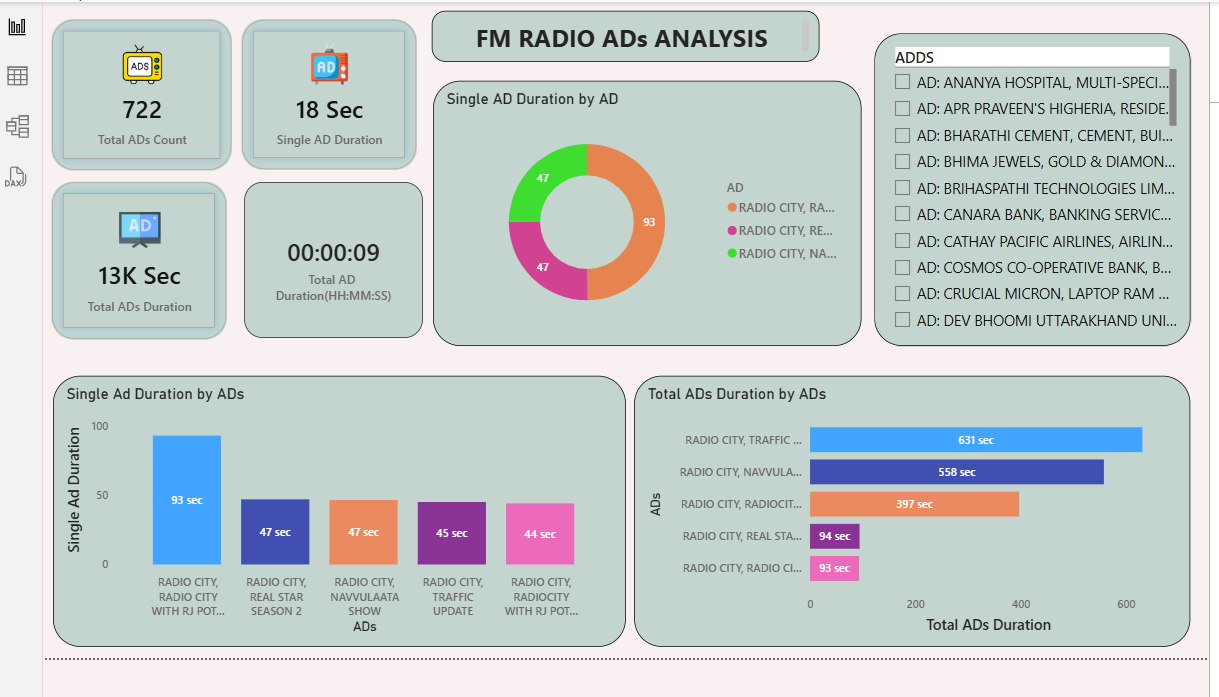 FM RADIO ADs ANALYSIS
ADS
722
Total ADs Count
AD
18 Sec
Single AD Duration
AD
13K Sec
Total ADs Duration
00:00:09
Total AD
Duration(HH:MM:SS)
Single AD Duration by AD
47
93
47
AD
RADIO CITY, RA...
RADIO CITY, RE...
RADIO CITY, NA...
ADDS
AD: ANANYA HOSPITAL, MULTI-SPECI...
AD: APR PRAVEEN'S HIGHERIA, RESIDE...
AD: BHARATHI CEMENT, CEMENT, BUI...
AD: BHIMA JEWELS, GOLD & DIAMON...
AD: BRIHASPATHI TECHNOLOGIES LIM...
AD: CANARA BANK, BANKING SERVIC...
AD: CATHAY PACIFIC AIRLINES, AIRLIN...
AD: COSMOS CO-OPERATIVE BANK, B...
AD: CRUCIAL MICRON, LAPTOP RAM ...
AD: DEV BHOOMI UTTARAKHAND UNI...
Single Ad Duration by ADs
Single Ad Duration
100
50
0
93 sec
47 sec
47 sec
45 sec
44 sec
RADIO CITY,
RADIO CITY
WITH RJ POT...
RADIO CITY,
REAL STAR
SEASON 2
RADIO CITY,
NAVVULAATA
SHOW
RADIO CITY,
TRAFFIC
UPDATE
RADIO CITY,
RADIOCITY
WITH RJ POT...
ADs
Total ADs Duration by ADs
ADs
RADIO CITY, TRAFFIC ...
631 sec
RADIO CITY, NAVVULA...
558 sec
RADIO CITY, RADIOCIT...
397 sec
RADIO CITY, REAL STA...
94 sec
RADIO CITY, RADIO CI...
93 sec
0
200
400
600
Total ADs Duration
DAX